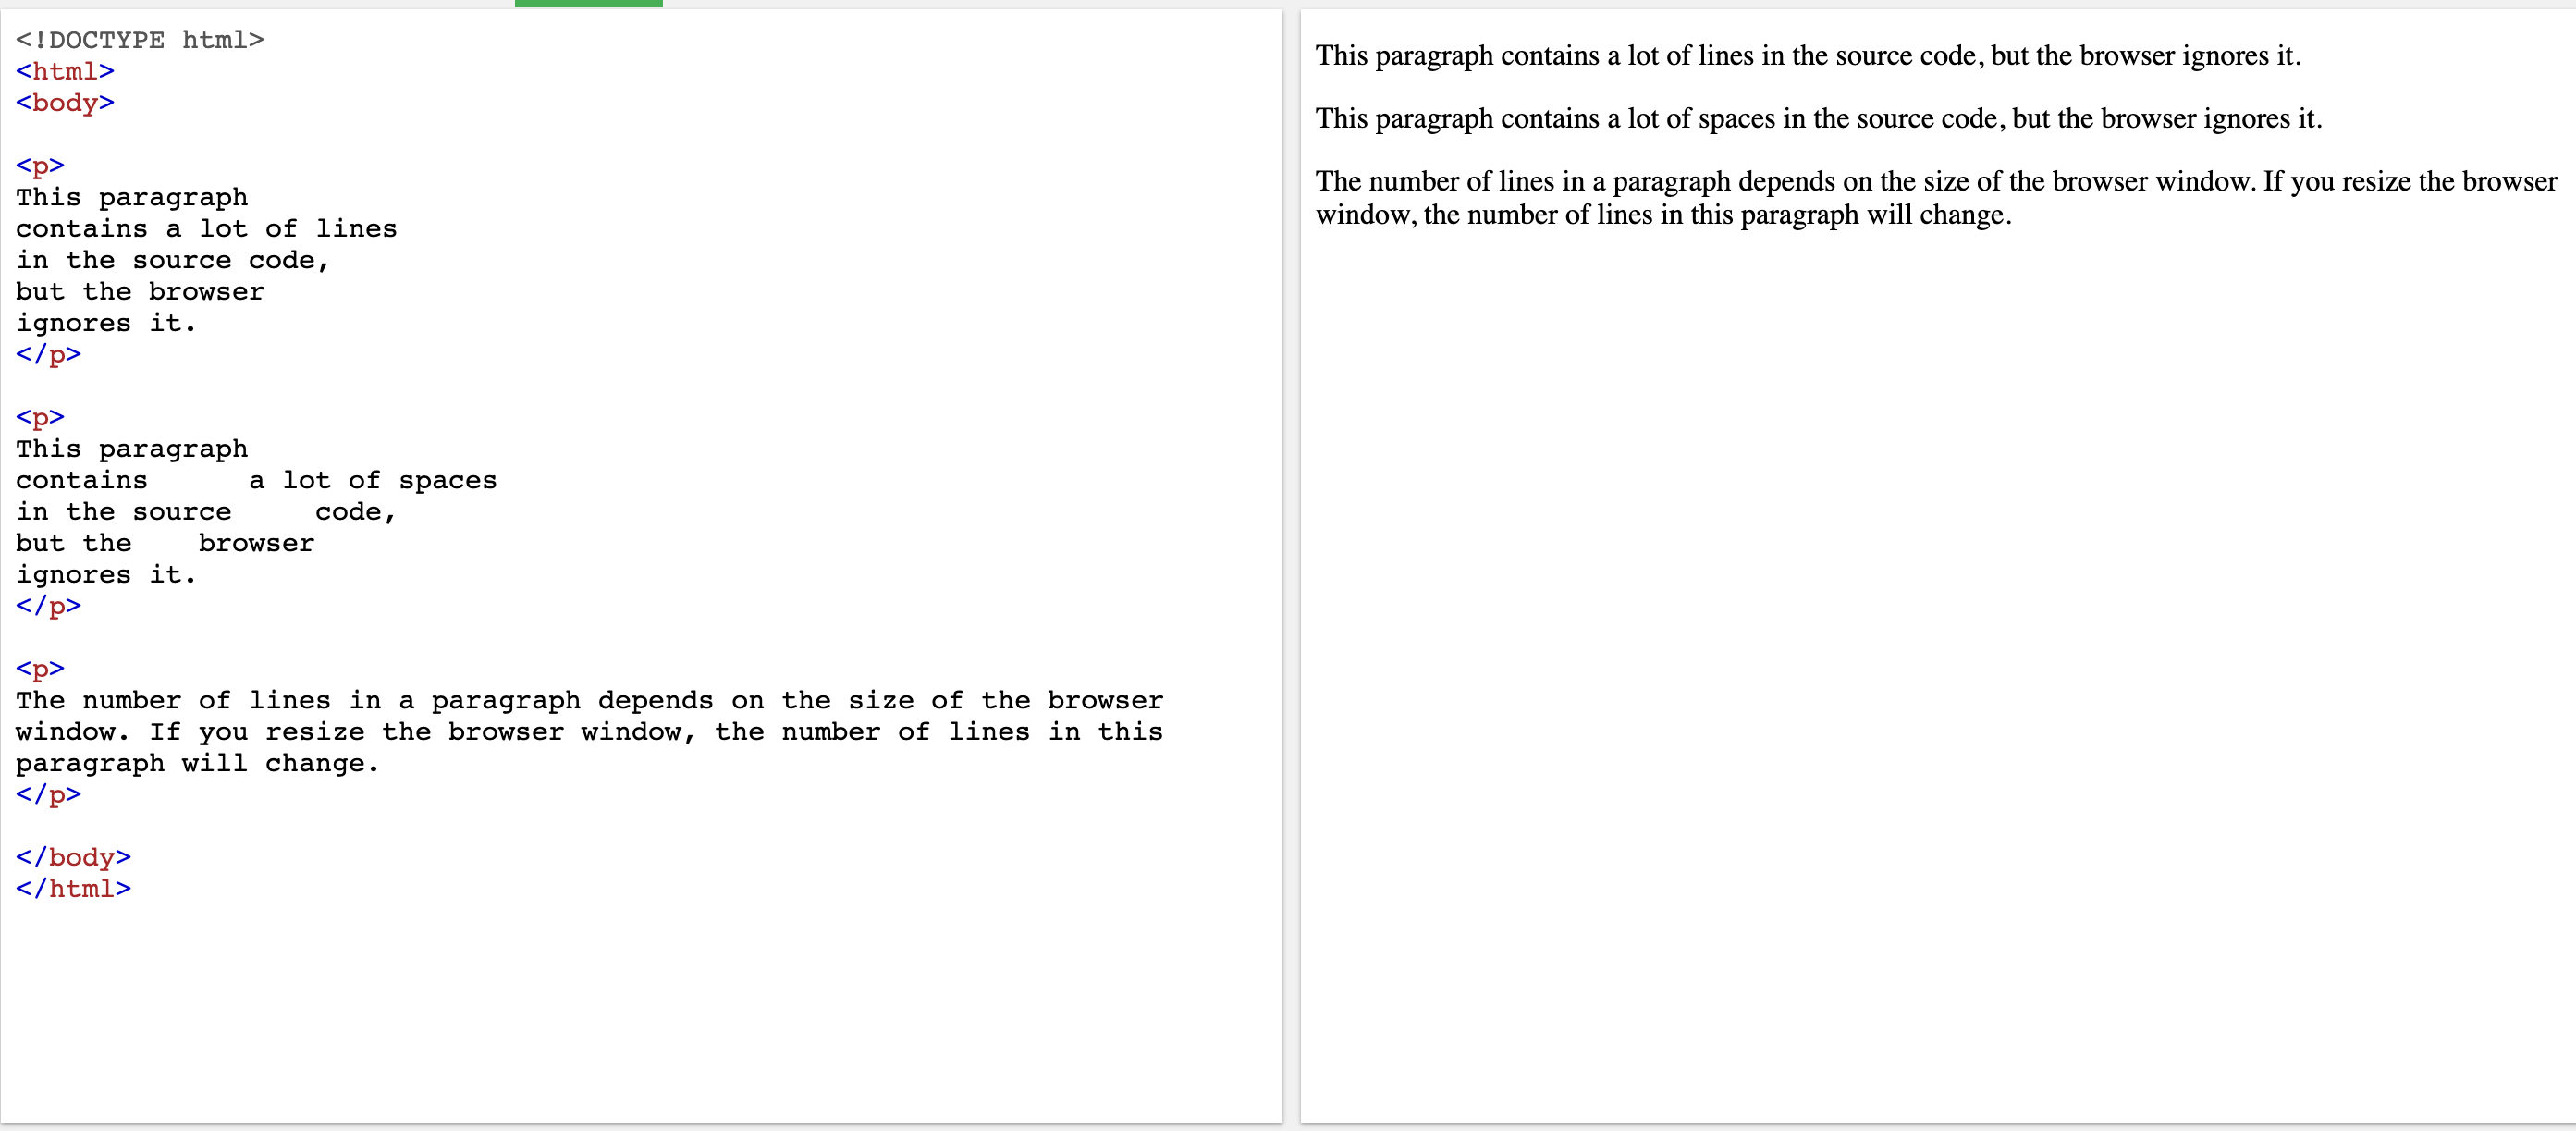 <!DOCTYPE html>
<html>
<body>

<p>
This paragraph
contains a lot of lines
in the source code,
but the browser
ignores it.
</p>

<p>
This paragraph
contains      a lot of spaces
in the source     code,
but the    browser
ignores it.
</p>

<p>
The number of lines in a paragraph depends on the size of the browser
window. If you resize the browser window, the number of lines in this
paragraph will change.
</p>

</body>
</html>

This paragraph contains a lot of lines in the source code, but the browser ignores it.
This paragraph contains a lot of spaces in the source code, but the browser ignores it.
The number of lines in a paragraph depends on the size of the browser window. If you resize the browser
window, the number of lines in this paragraph will change.